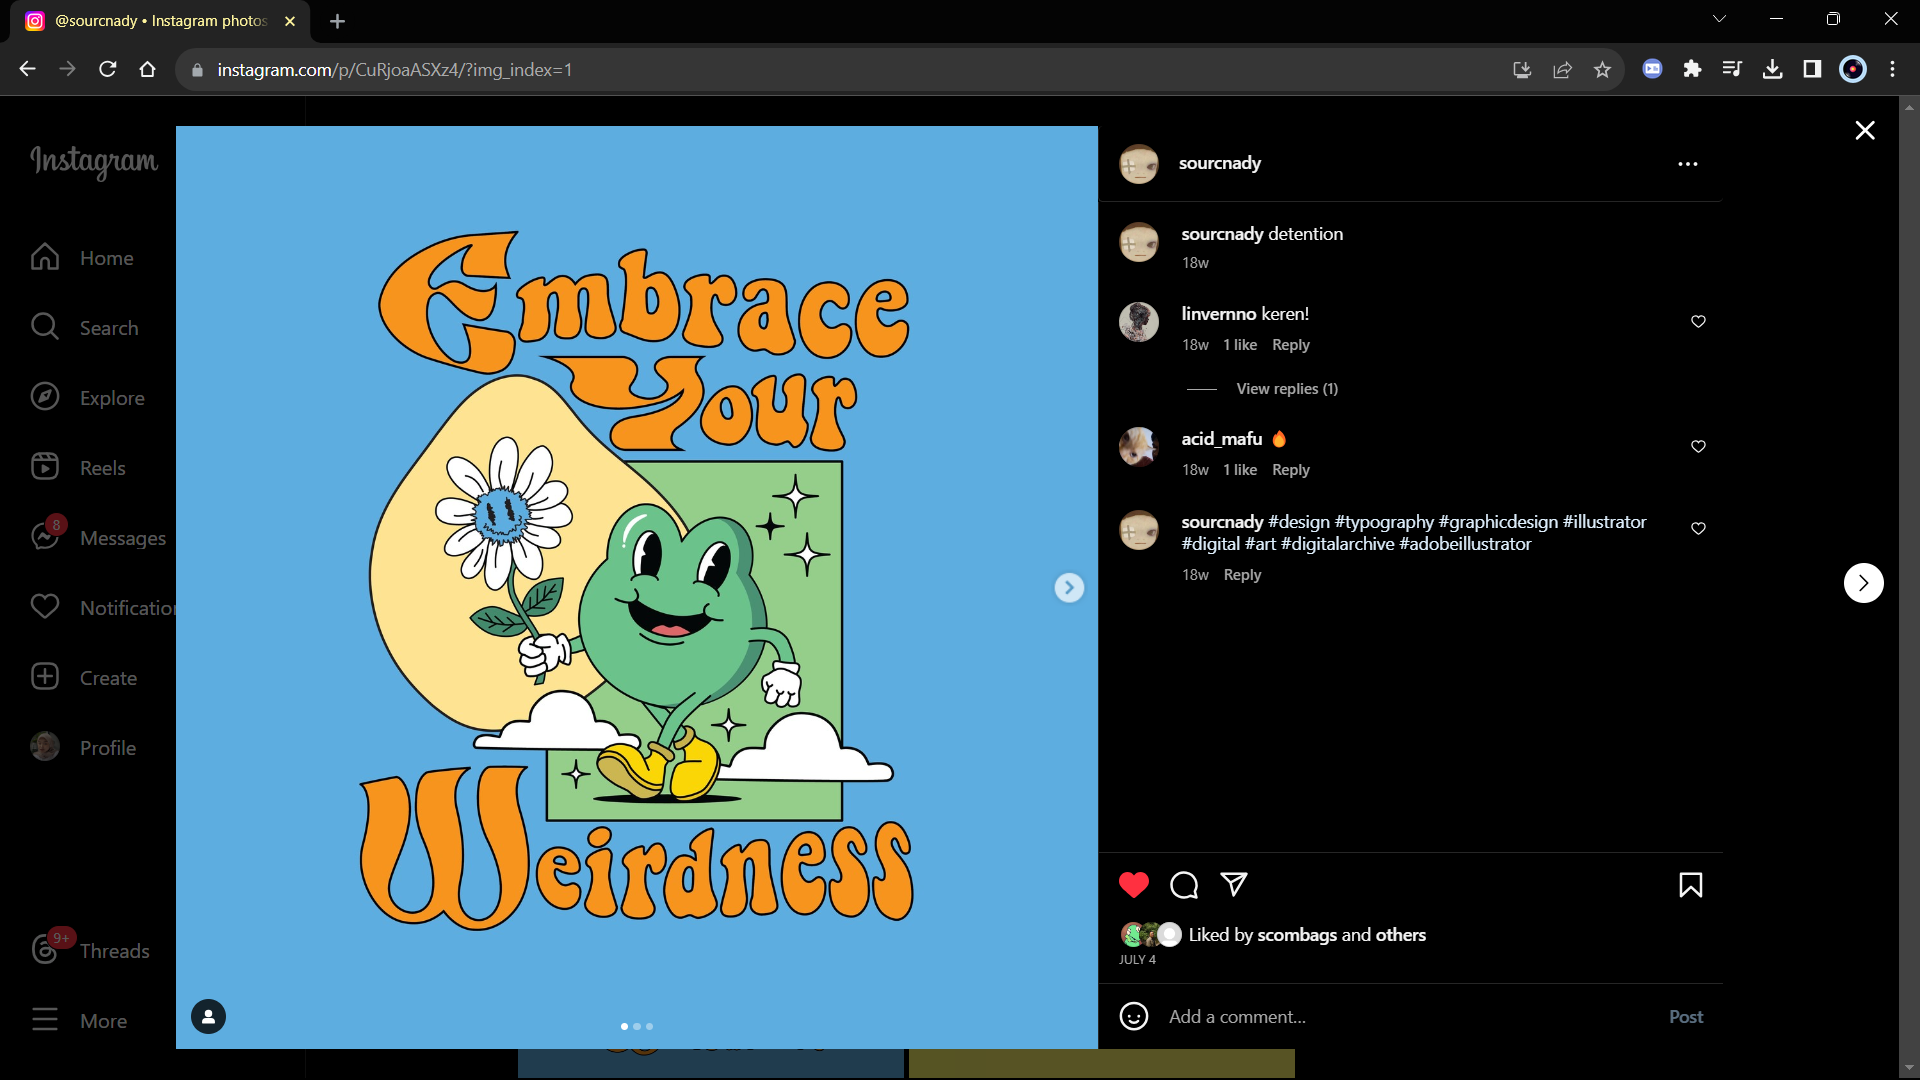 @sourcnady • Instagram photos
instagram.com/p/CuRjoaASXz4/?img_index=1
Instagram
Home
Search
Explore
Reels
8
Messages
Notification
Create
Profile
9+
Threads
More
Embrace
Your
Weirdness
sourcnady
sourcnady detention
18w
linvernno keren!
18w 1 like Reply
View replies (1)
acid_mafu 🔥
18w 1 like Reply
sourcnady #design #typography #graphicdesign #illustrator
#digital #art #digitalarchive #adobeillustrator
18w Reply
Liked by scombags and others
JULY 4
Add a comment...
Post